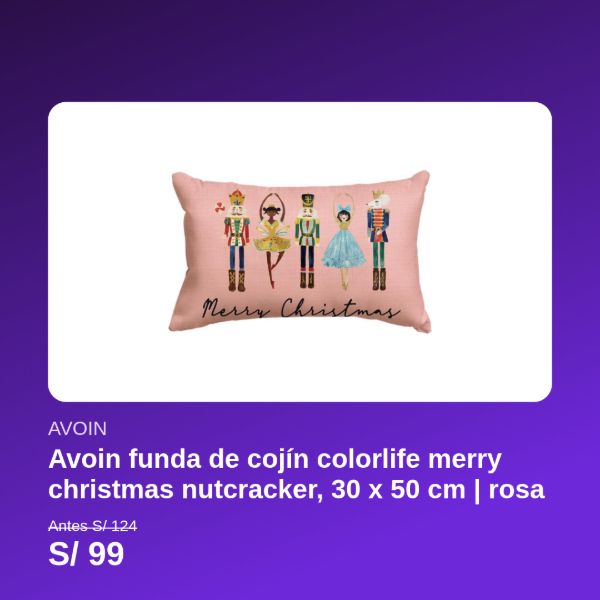 Merry Christmas
AVOIN
Avoin funda de cojín colorlife merry
christmas nutcracker, 30 x 50 cm | rosa
Antes S/ 124
S/ 99